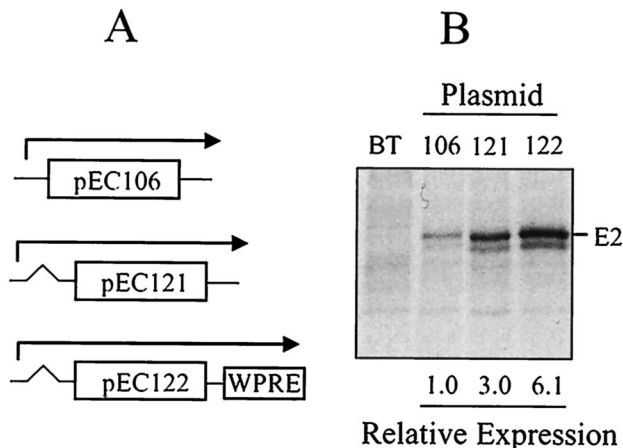 A
B
pEC106
pEC121
pEC122
WPRE
Plasmid
BT 106 121 122
E2
1.0 3.0 6.1
Relative Expression